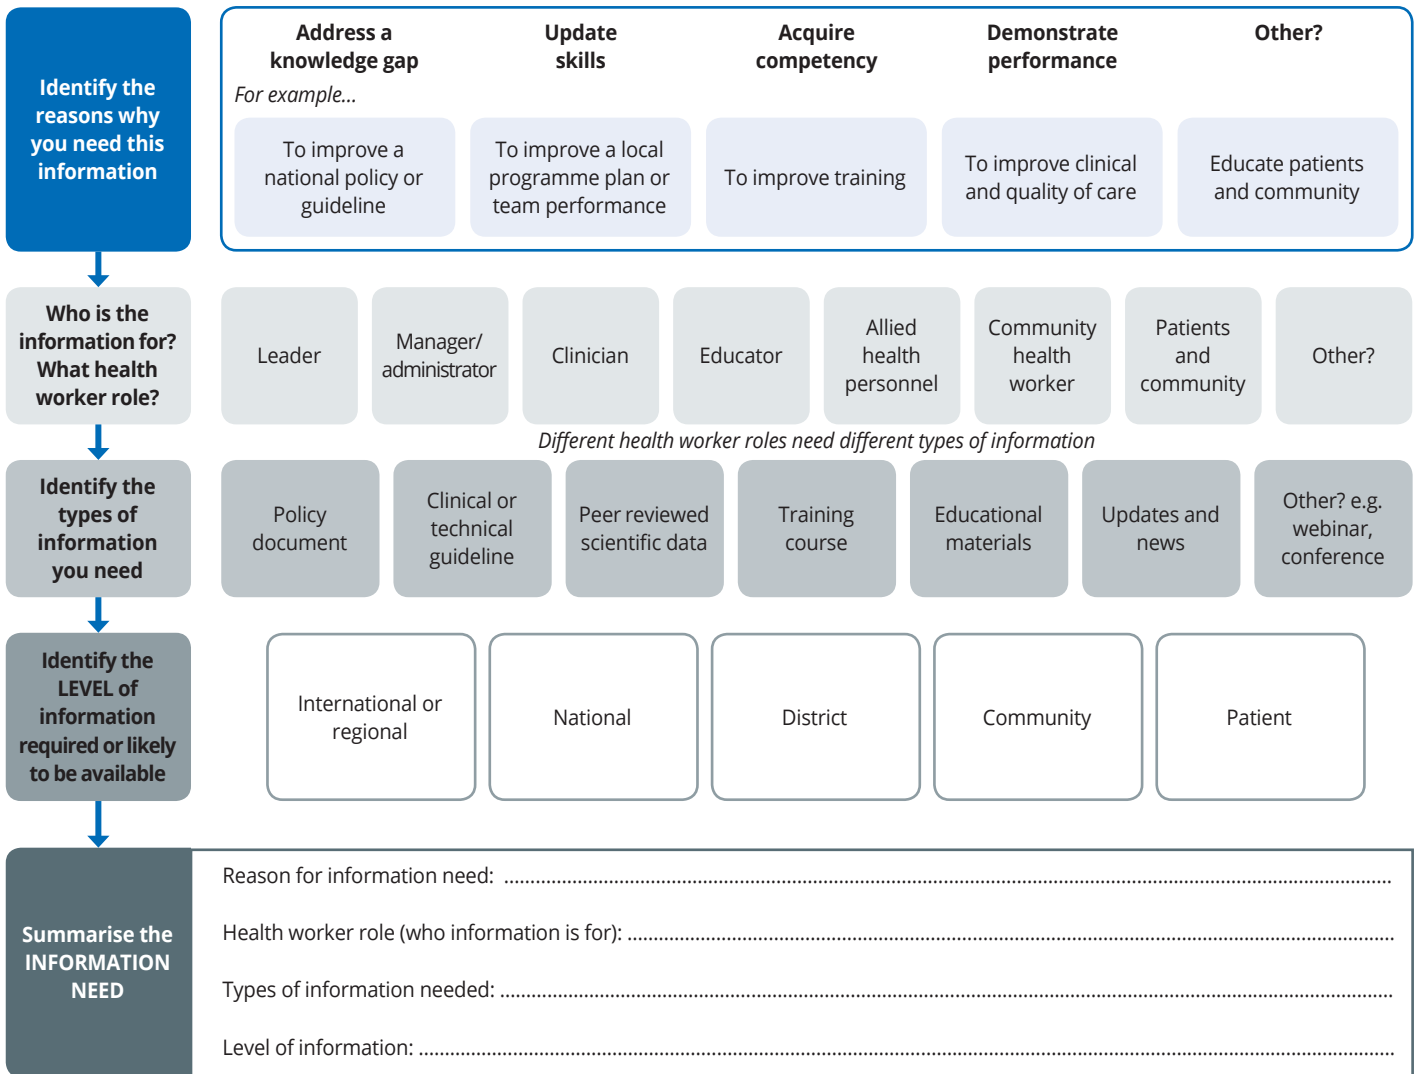 Identify the
reasons why
you need this
information
Address a
knowledge gap
Update
skills
Acquire
competency
Demonstrate
performance
Other?
For example...
To improve a
national policy or
guideline
To improve a local
programme plan or
team performance
To improve training
To improve clinical
and quality of care
Educate patients
and community
Who is the
information for?
What health
worker role?
Leader
Manager/
administrator
Clinician
Educator
Allied
health
personnel
Community
health
worker
Patients
and
community
Other?
Different health worker roles need different types of information
Identify the
types of
information
you need
Policy
document
Clinical or
technical
guideline
Peer reviewed
scientific data
Training
course
Educational
materials
Updates and
news
Other? e.g.
webinar,
conference
Identify the
LEVEL of
information
required or likely
to be available
International or
regional
National
District
Community
Patient
Summarise the
INFORMATION
NEED
Reason for information need: ........................................................
Health worker role (who information is for): ........................................................
Types of information needed: ........................................................
Level of information: ........................................................